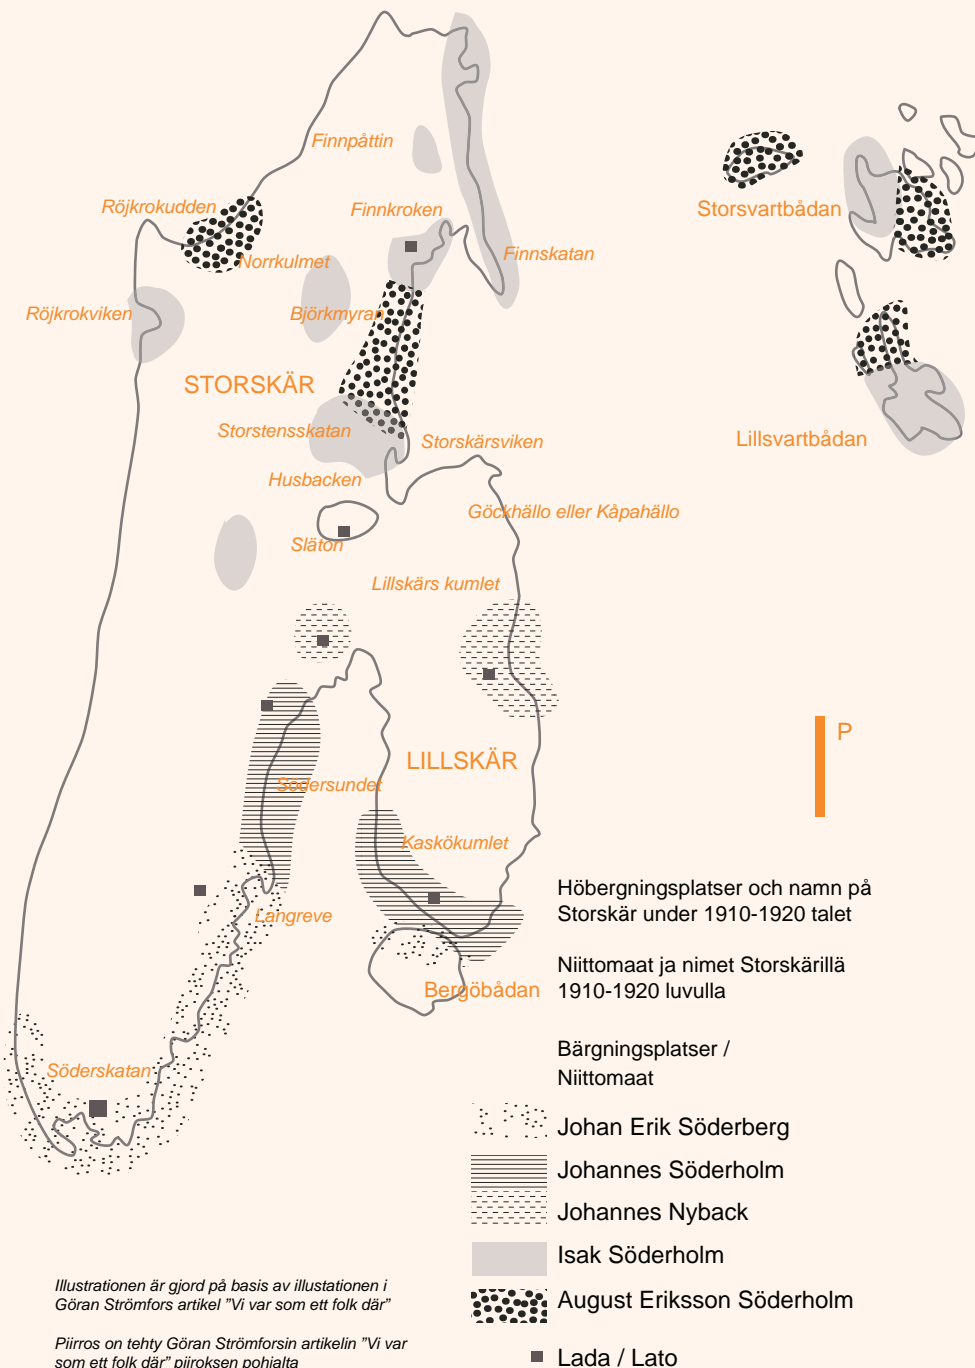 Finnpåttin
Röjkrokudden
Finnkroken
Storsvartbådan
Norrkulmet
Finnskatan
Röjkrokviken
Björkmyran
STORSKÄR
Storstensskatan
Storskärsviken
Lillsvartbådan
Husbacken
Göckhällo eller Kåpahällo
Släton
Lillskärs kumlet
P
LILLSKÄR
Södersundet
Kaskökumlet
Langreve
Bergöbådan
Söderskatan
Höbergningsplatser och namn på
Storskär under 1910-1920 talet
Niittomaat ja nimet Storskärillä
1910-1920 luvulla
Bärgningsplatser /
Niittomaat
Johan Erik Söderberg
Johannes Söderholm
Johannes Nyback
Isak Söderholm
August Eriksson Söderholm
Lada / Lato
Illustrationen är gjord på basis av illustationen i
Göran Strömfors artikel ”Vi var som ett folk där”
Piirros on tehty Göran Strömforsin artikelin ”Vi var
som ett folk där” piiroksen pohjalta